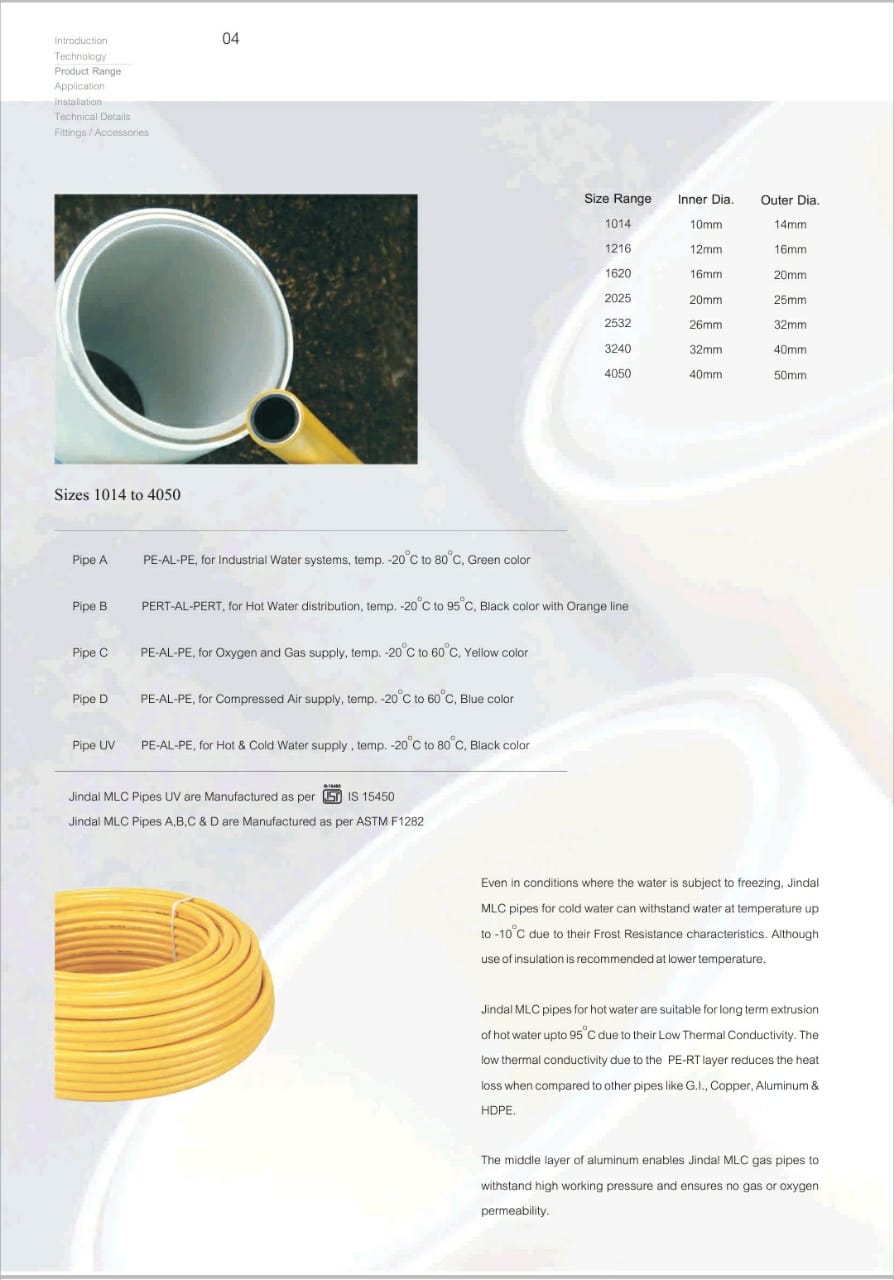 Introduction
Technology
Product Range
Application
Installation
Technical Details
Fittings / Accessories
04
Size Range Inner Dia. Outer Dia.
1014 10mm 14mm
1216 12mm 16mm
1620 16mm 20mm
2025 20mm 25mm
2532 26mm 32mm
3240 32mm 40mm
4050 40mm 50mm
Sizes 1014 to 4050
Pipe A PE-AL-PE, for Industrial Water systems, temp. -20°C to 80°C, Green color
Pipe B PERT-AL-PERT, for Hot Water distribution, temp. -20°C to 95°C, Black color with Orange line
Pipe C PE-AL-PE, for Oxygen and Gas supply, temp. -20°C to 60°C, Yellow color
Pipe D PE-AL-PE, for Compressed Air supply, temp. -20°C to 60°C, Blue color
Pipe UV PE-AL-PE, for Hot & Cold Water supply , temp. -20°C to 80°C, Black color
Jindal MLC Pipes UV are Manufactured as per IS 15450
Jindal MLC Pipes A,B,C & D are Manufactured as per ASTM F1282
Even in conditions where the water is subject to freezing, Jindal
MLC pipes for cold water can withstand water at temperature up
to -10°C due to their Frost Resistance characteristics. Although
use of insulation is recommended at lower temperature.
Jindal MLC pipes for hot water are suitable for long term extrusion
of hot water upto 95°C due to their Low Thermal Conductivity. The
low thermal conductivity due to the PE-RT layer reduces the heat
loss when compared to other pipes like G.I., Copper, Aluminum &
HDPE.
The middle layer of aluminum enables Jindal MLC gas pipes to
withstand high working pressure and ensures no gas or oxygen
permeability.